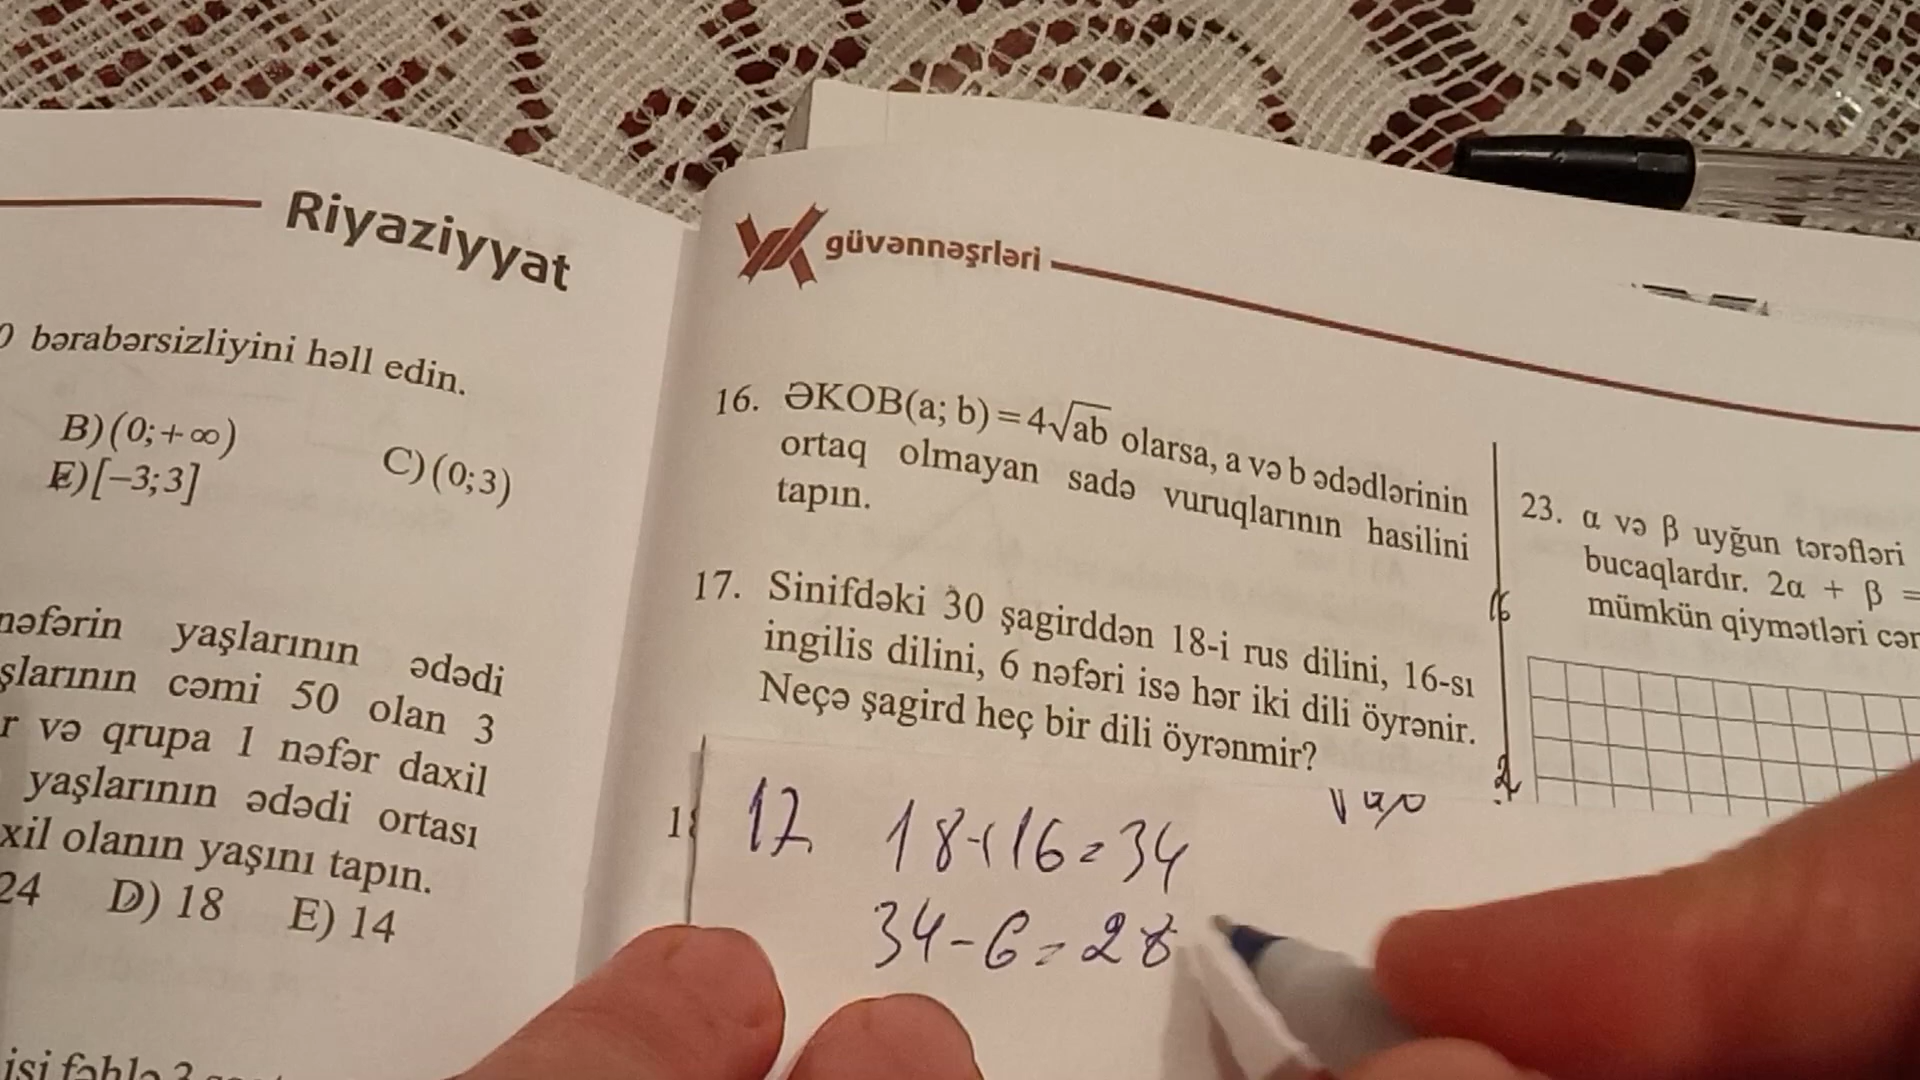 Riyaziyyat
0 bərabərsizliyini həll edin.
B)(0;+∞)
C)(0;3)
E)[−3;3]
nəfərin yaşlarının ədədi
şlarının cəmi 50 olan 3
r və qrupa 1 nəfər daxil
yaşlarının ədədi ortası
xil olanın yaşını tapın.
24 D) 18 E) 14
işi fəhlə 3
güvənnəşrləri
16. ƏKOB(a; b)=4√ab olarsa, a və b ədədlərinin
ortaq olmayan sadə vuruqlarının hasilini
tapın.
17. Sinifdəki 30 şagirddən 18-i rus dilini, 16-sı
ingilis dilini, 6 nəfəri isə hər iki dili öyrənir.
Neçə şagird heç bir dili öyrənmir?
17 18+16=34
34-6=28
23. α və β uyğun tərəfləri
bucaqlardır. 2α + β =
mümkün qiymətləri cər